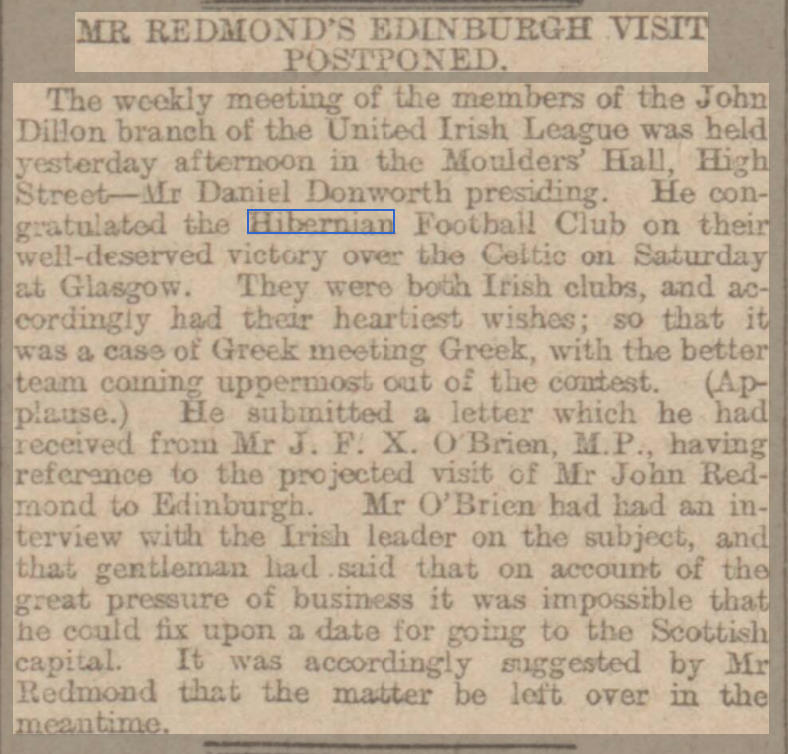 MR REDMOND'S EDINBURGH VISIT
POSTPONED.
The weekly meeting of the members of the John
Dillon branch of the United Irish League was held
yesterday afternoon in the Moulders' Hall, High
Street—Mr Daniel Donworth presiding. He con-
gratulated the Hibernian Football Club on their
well-deserved victory over the Celtic on Saturday
at Glasgow. They were both Irish clubs, and ac-
cordingly had their heartiest wishes; so that it
was a case of Greek meeting Greek, with the better
team coming uppermost out of the contest. (Ap-
plause.) He submitted a letter which he had
received from Mr J. F. X. O'Brien, M.P., having
reference to the projected visit of Mr John Red-
mond to Edinburgh. Mr O'Brien had had an in-
terview with the Irish leader on the subject, and
that gentleman had said that on account of the
great pressure of business it was impossible that
he could fix upon a date for going to the Scottish
capital. It was accordingly suggested by Mr
Redmond that the matter be left over in the
meantime.